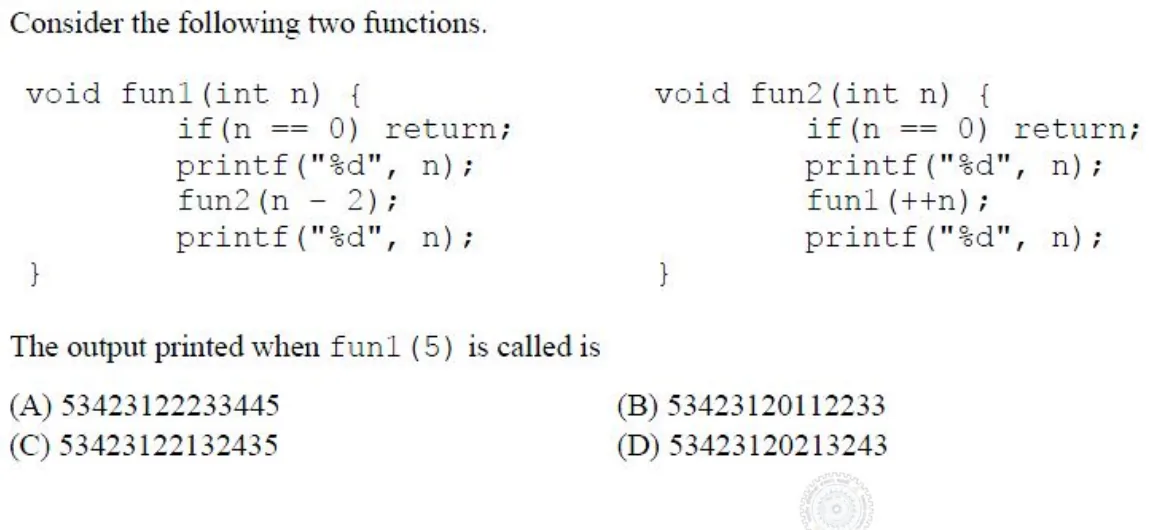 Consider the following two functions.
void fun1(int n) {
if(n == 0) return;
printf("%d", n);
fun2(n - 2);
printf("%d", n);
}
void fun2(int n) {
if(n == 0) return;
printf("%d", n);
fun1(++n);
printf("%d", n);
}
The output printed when fun1(5) is called is
(A) 53423122233445
(B) 53423120112233
(C) 53423122132435
(D) 53423120213243